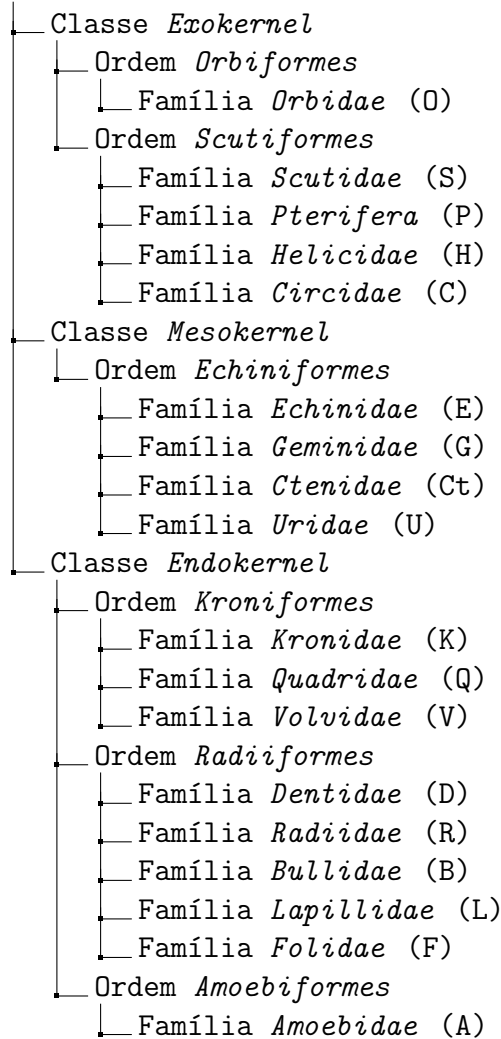 Classe Exokernel
Ordem Orbiformes
Família Orbidae (O)
Ordem Scutiformes
Família Scutidae (S)
Família Pterifera (P)
Família Helicidae (H)
Família Circidae (C)
Classe Mesokernel
Ordem Echiniformes
Família Echinidae (E)
Família Geminidae (G)
Família Ctenidae (Ct)
Família Uridae (U)
Classe Endokernel
Ordem Kroniformes
Família Kronidae (K)
Família Quadridae (Q)
Família Volvidae (V)
Ordem Radiiformes
Família Dentidae (D)
Família Radiidae (R)
Família Bullidae (B)
Família Lapillidae (L)
Família Folidae (F)
Ordem Amoebiformes
Família Amoebidae (A)